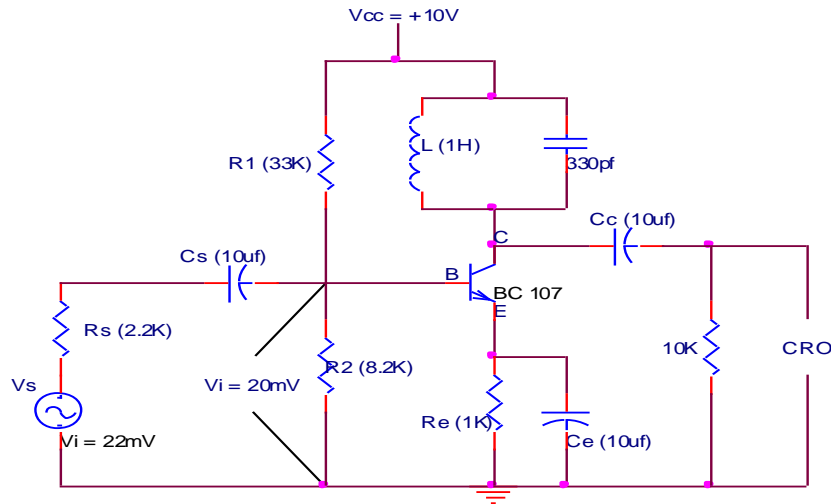 Vcc = +10V
L (1H)
R1 (33K)
330pf
Cc (10uf)
C
Cs (10uf)
B
BC 107
E
Rs (2.2K)
R2 (8.2K)
10K
CRO
Vs
Vi = 20mV
Re (1K)
Ce (10uf)
Vi = 22mV